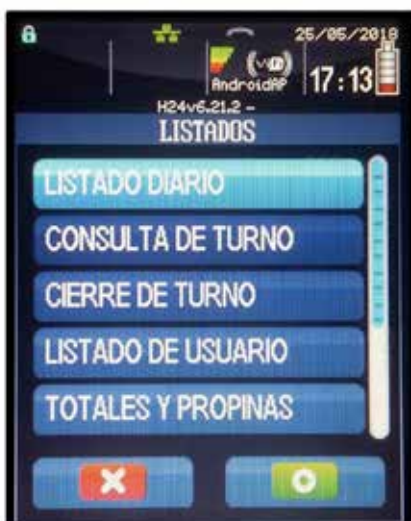 25/05/2018
AndroidAP
17:13
H24v6.21.2 -
LISTADOS
LISTADO DIARIO
CONSULTA DE TURNO
CIERRE DE TURNO
LISTADO DE USUARIO
TOTALES Y PROPINAS